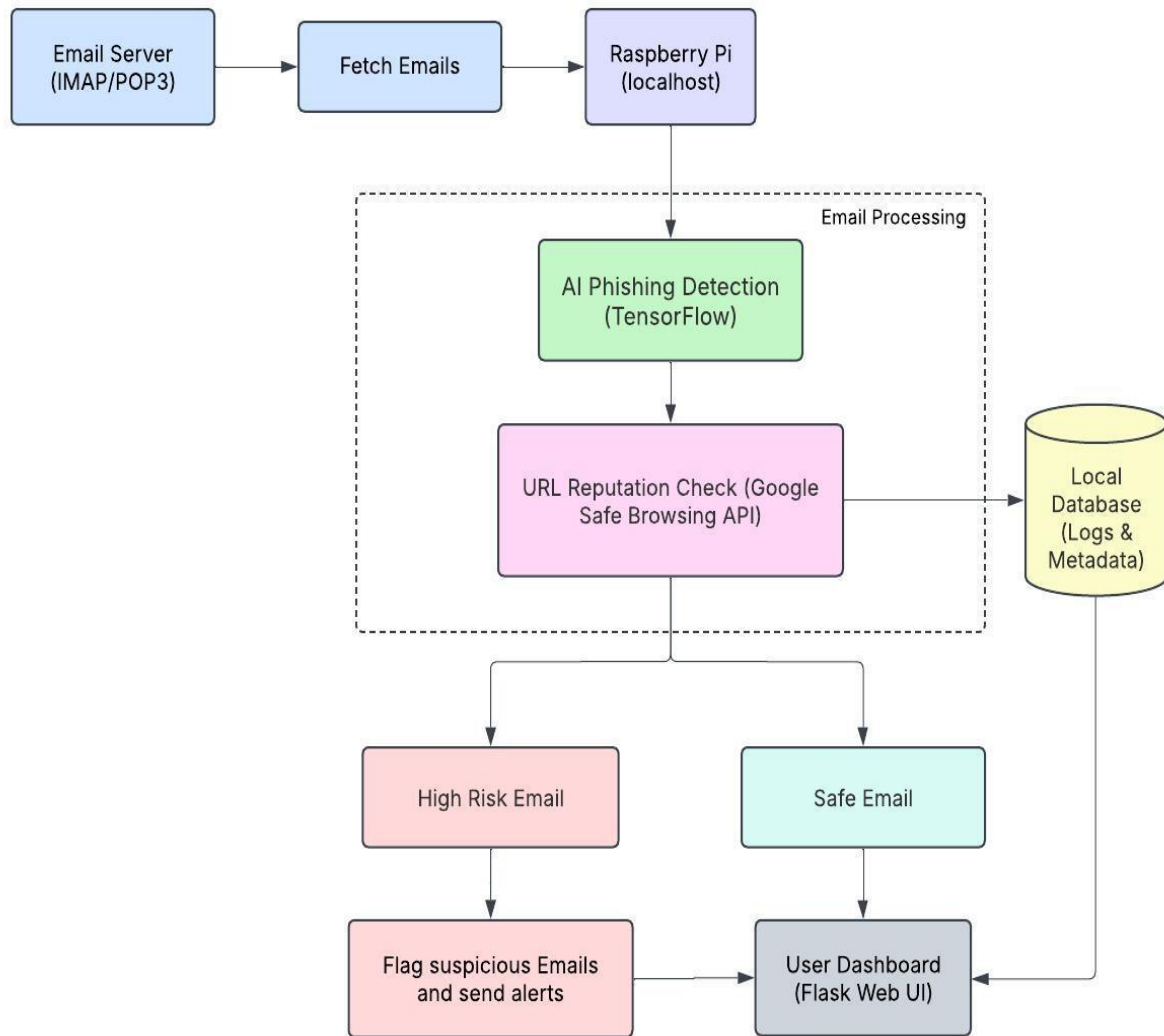 Email Server
(IMAP/POP3)
Fetch Emails
Raspberry Pi
(localhost)
Email Processing
AI Phishing Detection
(TensorFlow)
URL Reputation Check (Google
Safe Browsing API)
Local
Database
(Logs &
Metadata)
High Risk Email
Safe Email
Flag suspicious Emails
and send alerts
User Dashboard
(Flask Web UI)